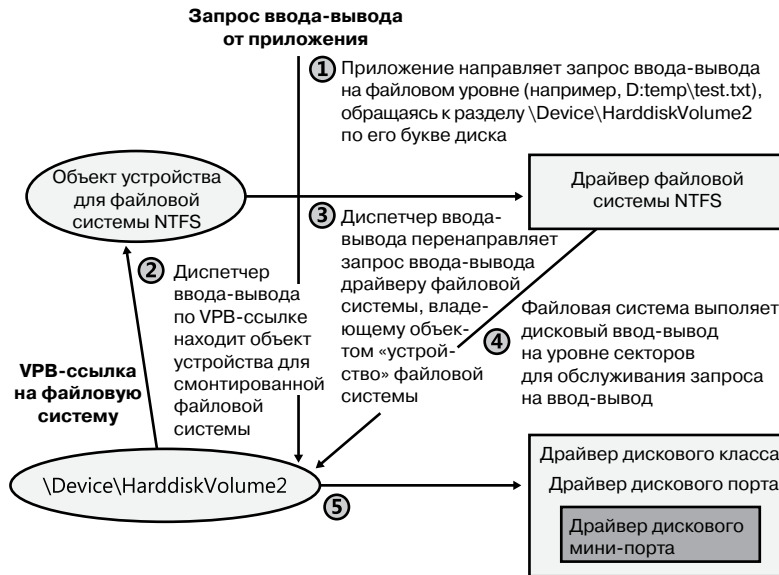 Запрос ввода-вывода
от приложения
1 Приложение направляет запрос ввода-вывода
на файловом уровне (например, D:temp\test.txt),
обращаясь к разделу \Device\HarddiskVolume2
по его букве диска
Объект устройства
для файловой
системы NTFS
Драйвер файловой
системы NTFS
2 Диспетчер
ввода-вывода
по VPB-ссылке
находит объект
устройства для
смонтированной
файловой
системы
3 Диспетчер ввода-
вывода перенаправляет
запрос ввода-вывода
драйверу файловой
системы, владе-
ющему объек-
том «устрой-
ство» файловой
системы
4 Файловая система выполяет
дисковый ввод-вывод
на уровне секторов
для обслуживания запроса
на ввод-вывод
VPB-ссылка
на файловую
систему
\Device\HarddiskVolume2
5
Драйвер дискового класса
Драйвер дискового порта
Драйвер дискового
мини-порта